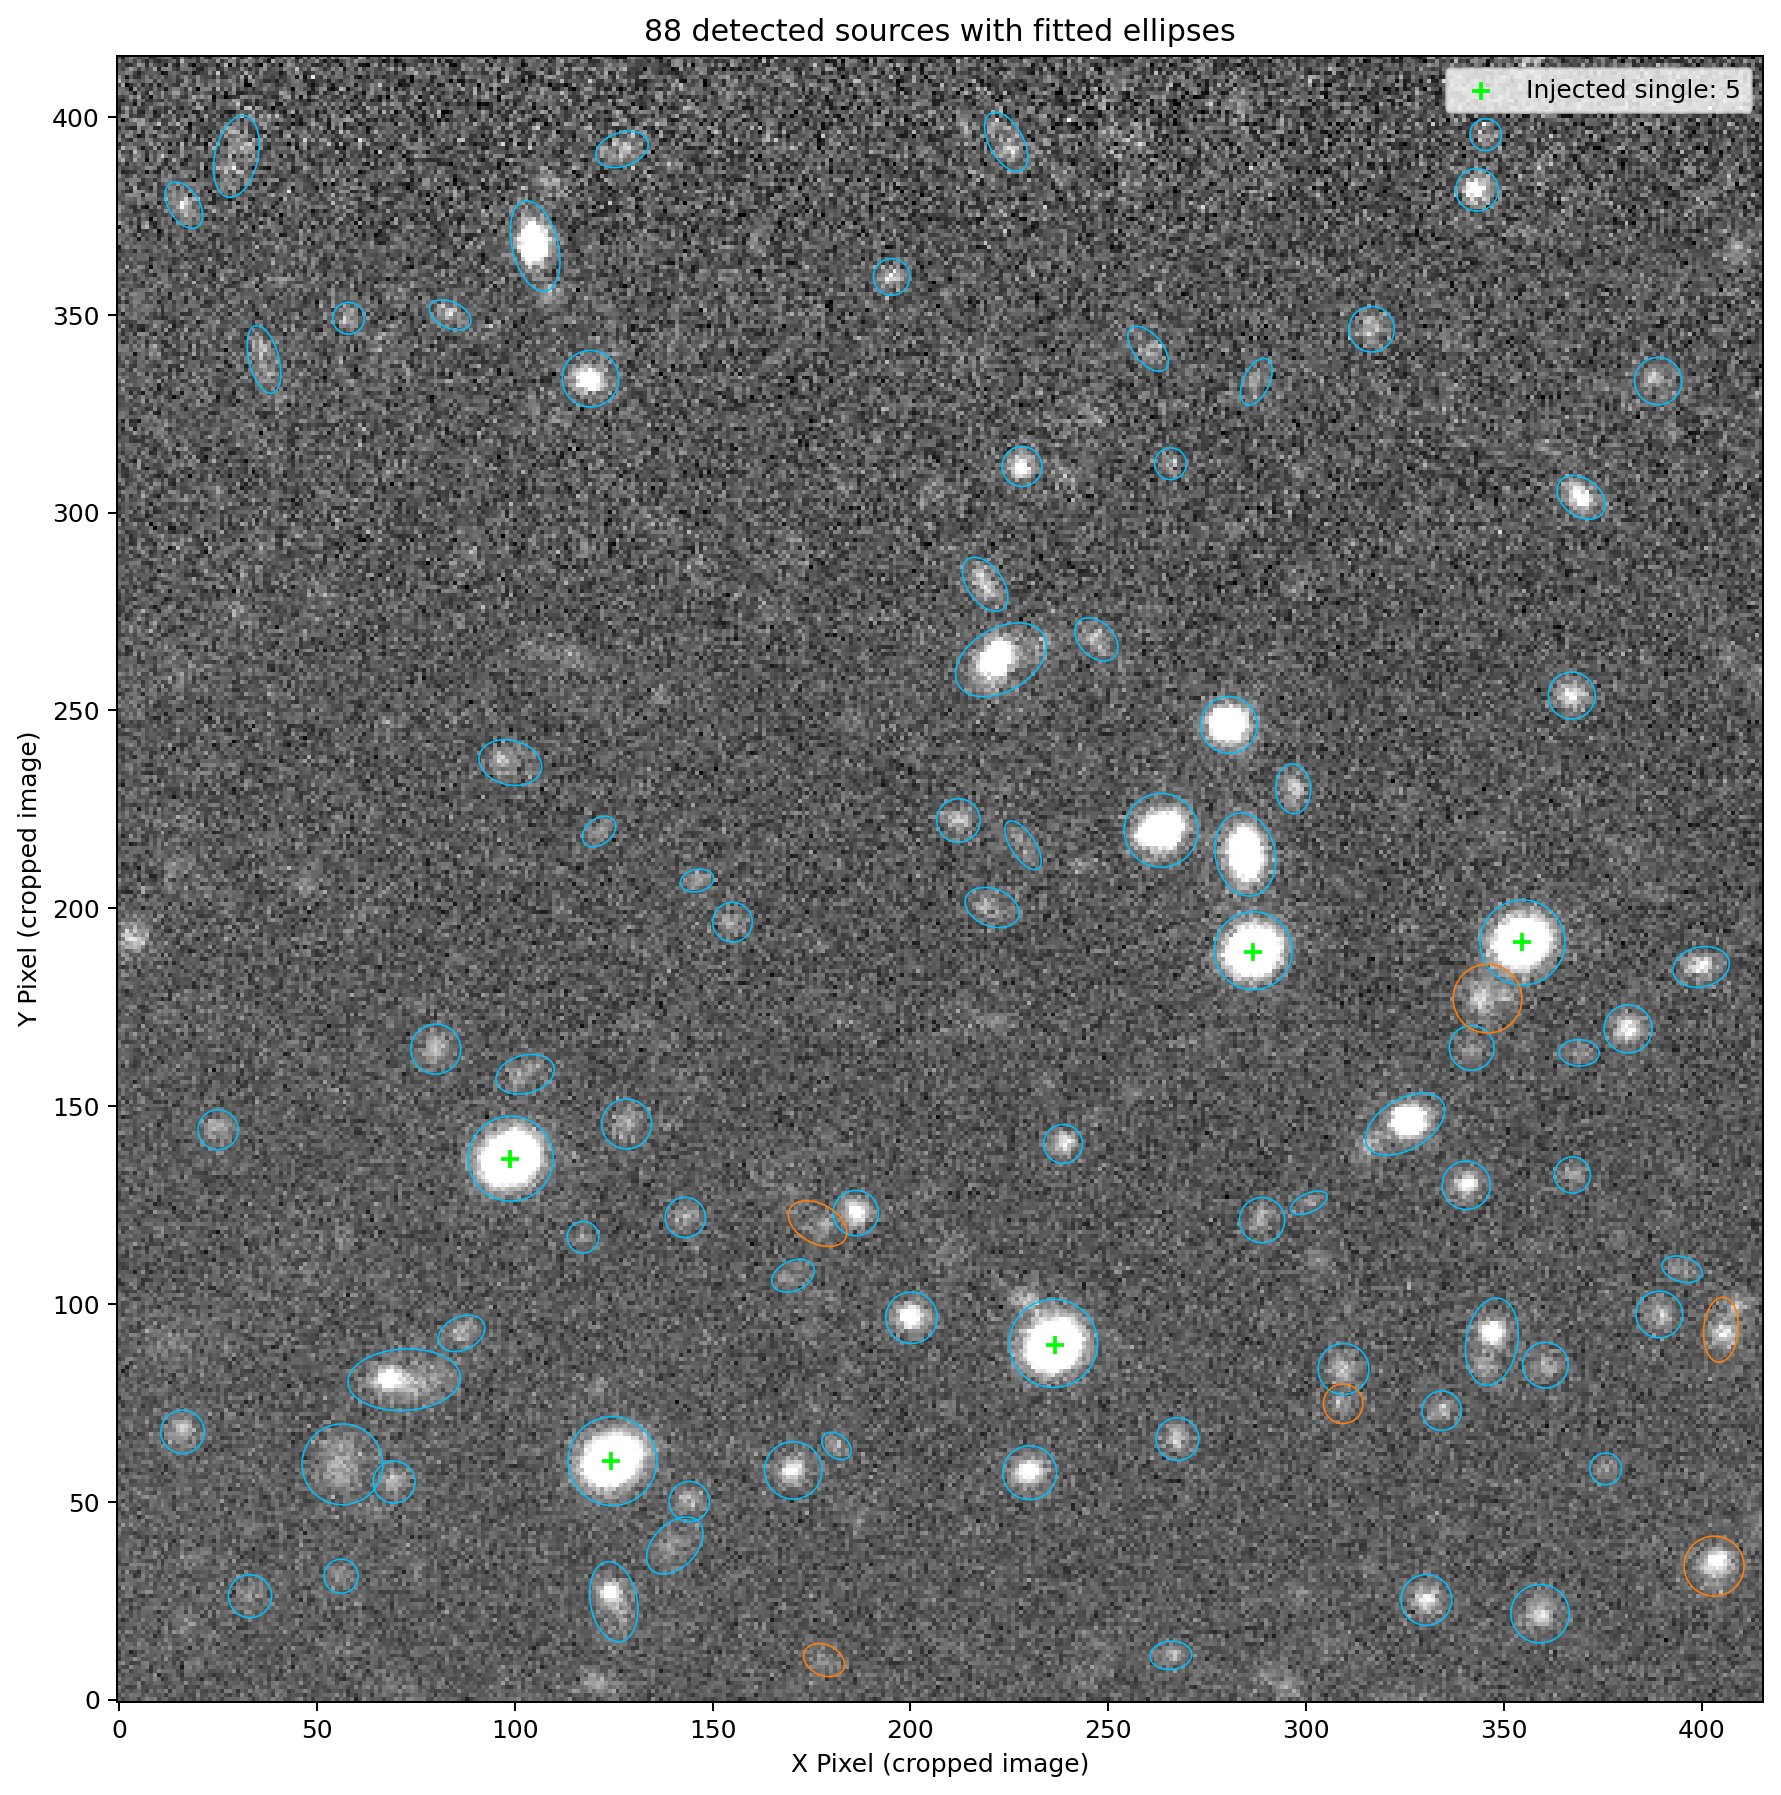 88 detected sources with fitted ellipses
Injected single: 5
Y Pixel (cropped image)
400
350
300
250
200
150
100
50
0
0 50 100 150 200 250 300 350 400
X Pixel (cropped image)